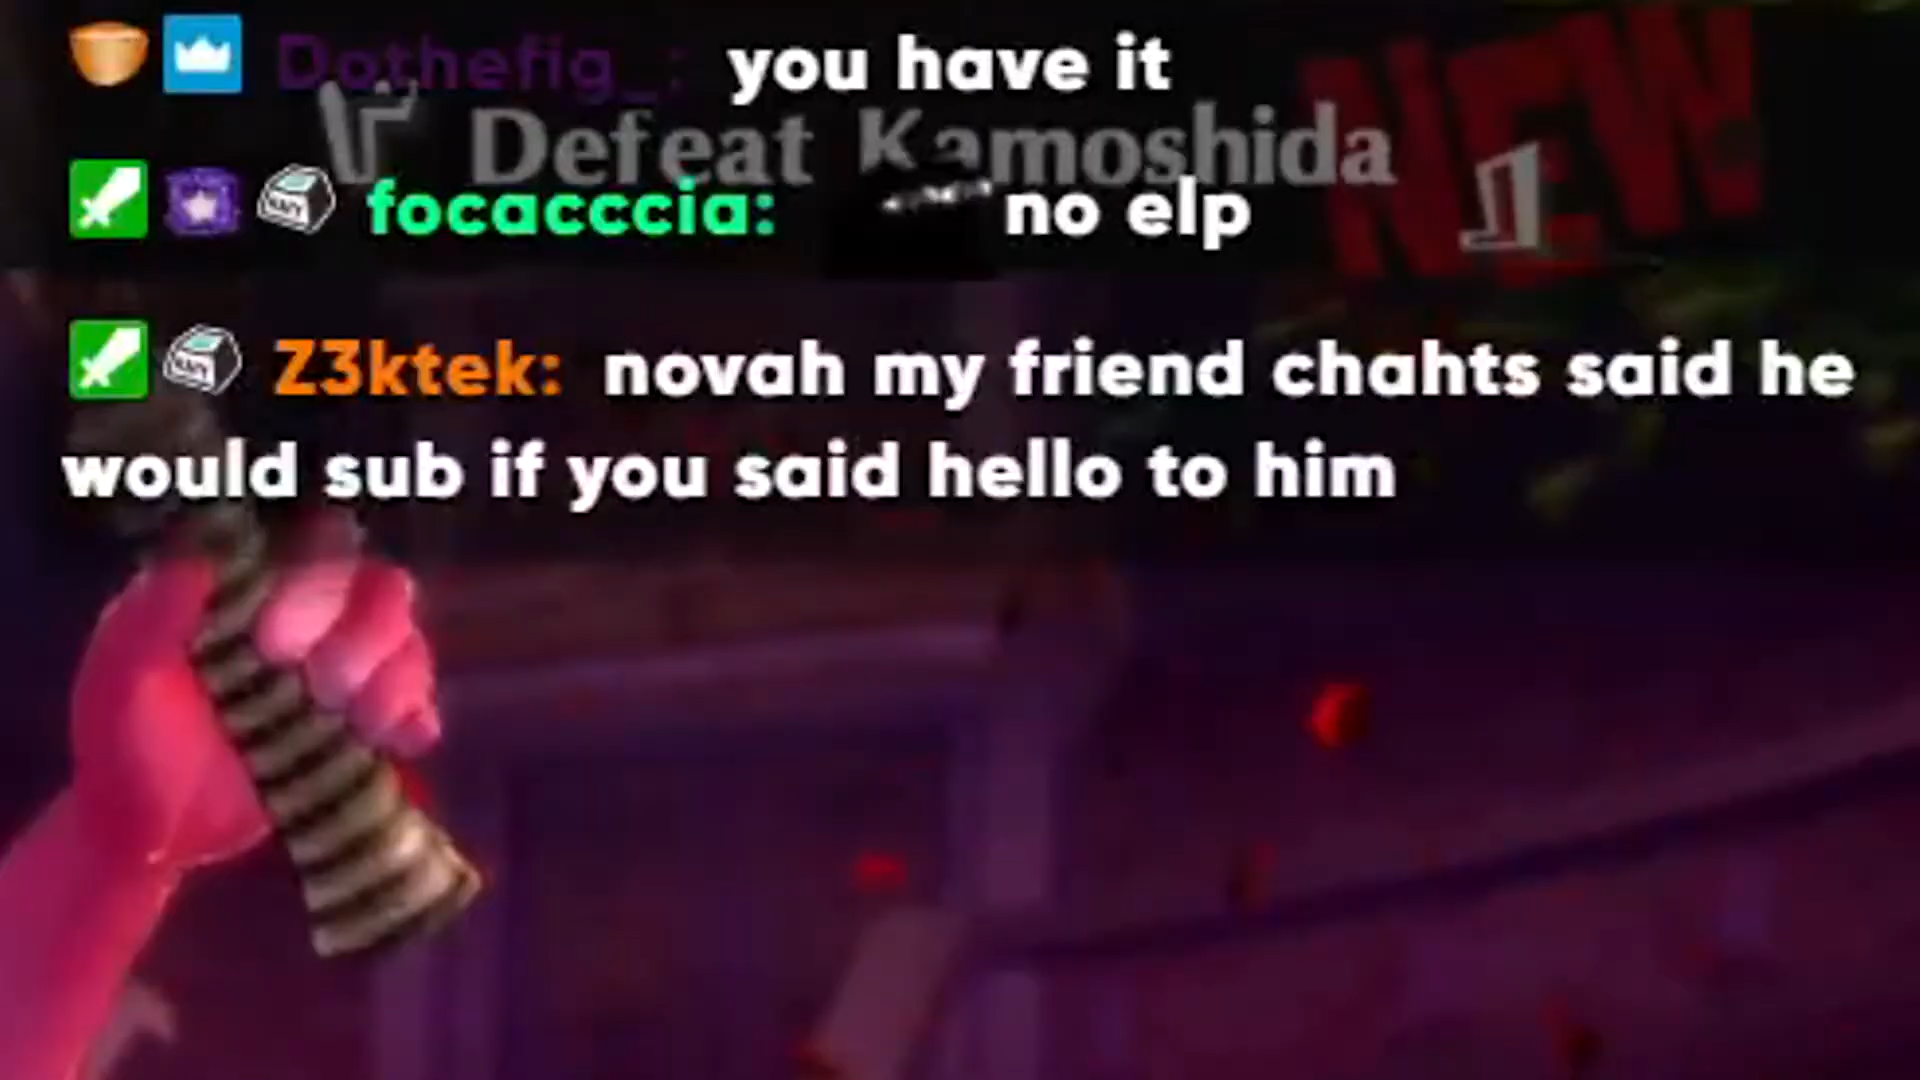 Dothefig_: you have it
Defeat Kamoshida
NEW
focacccia: no elp
Z3ktek: novah my friend chahts said he
would sub if you said hello to him